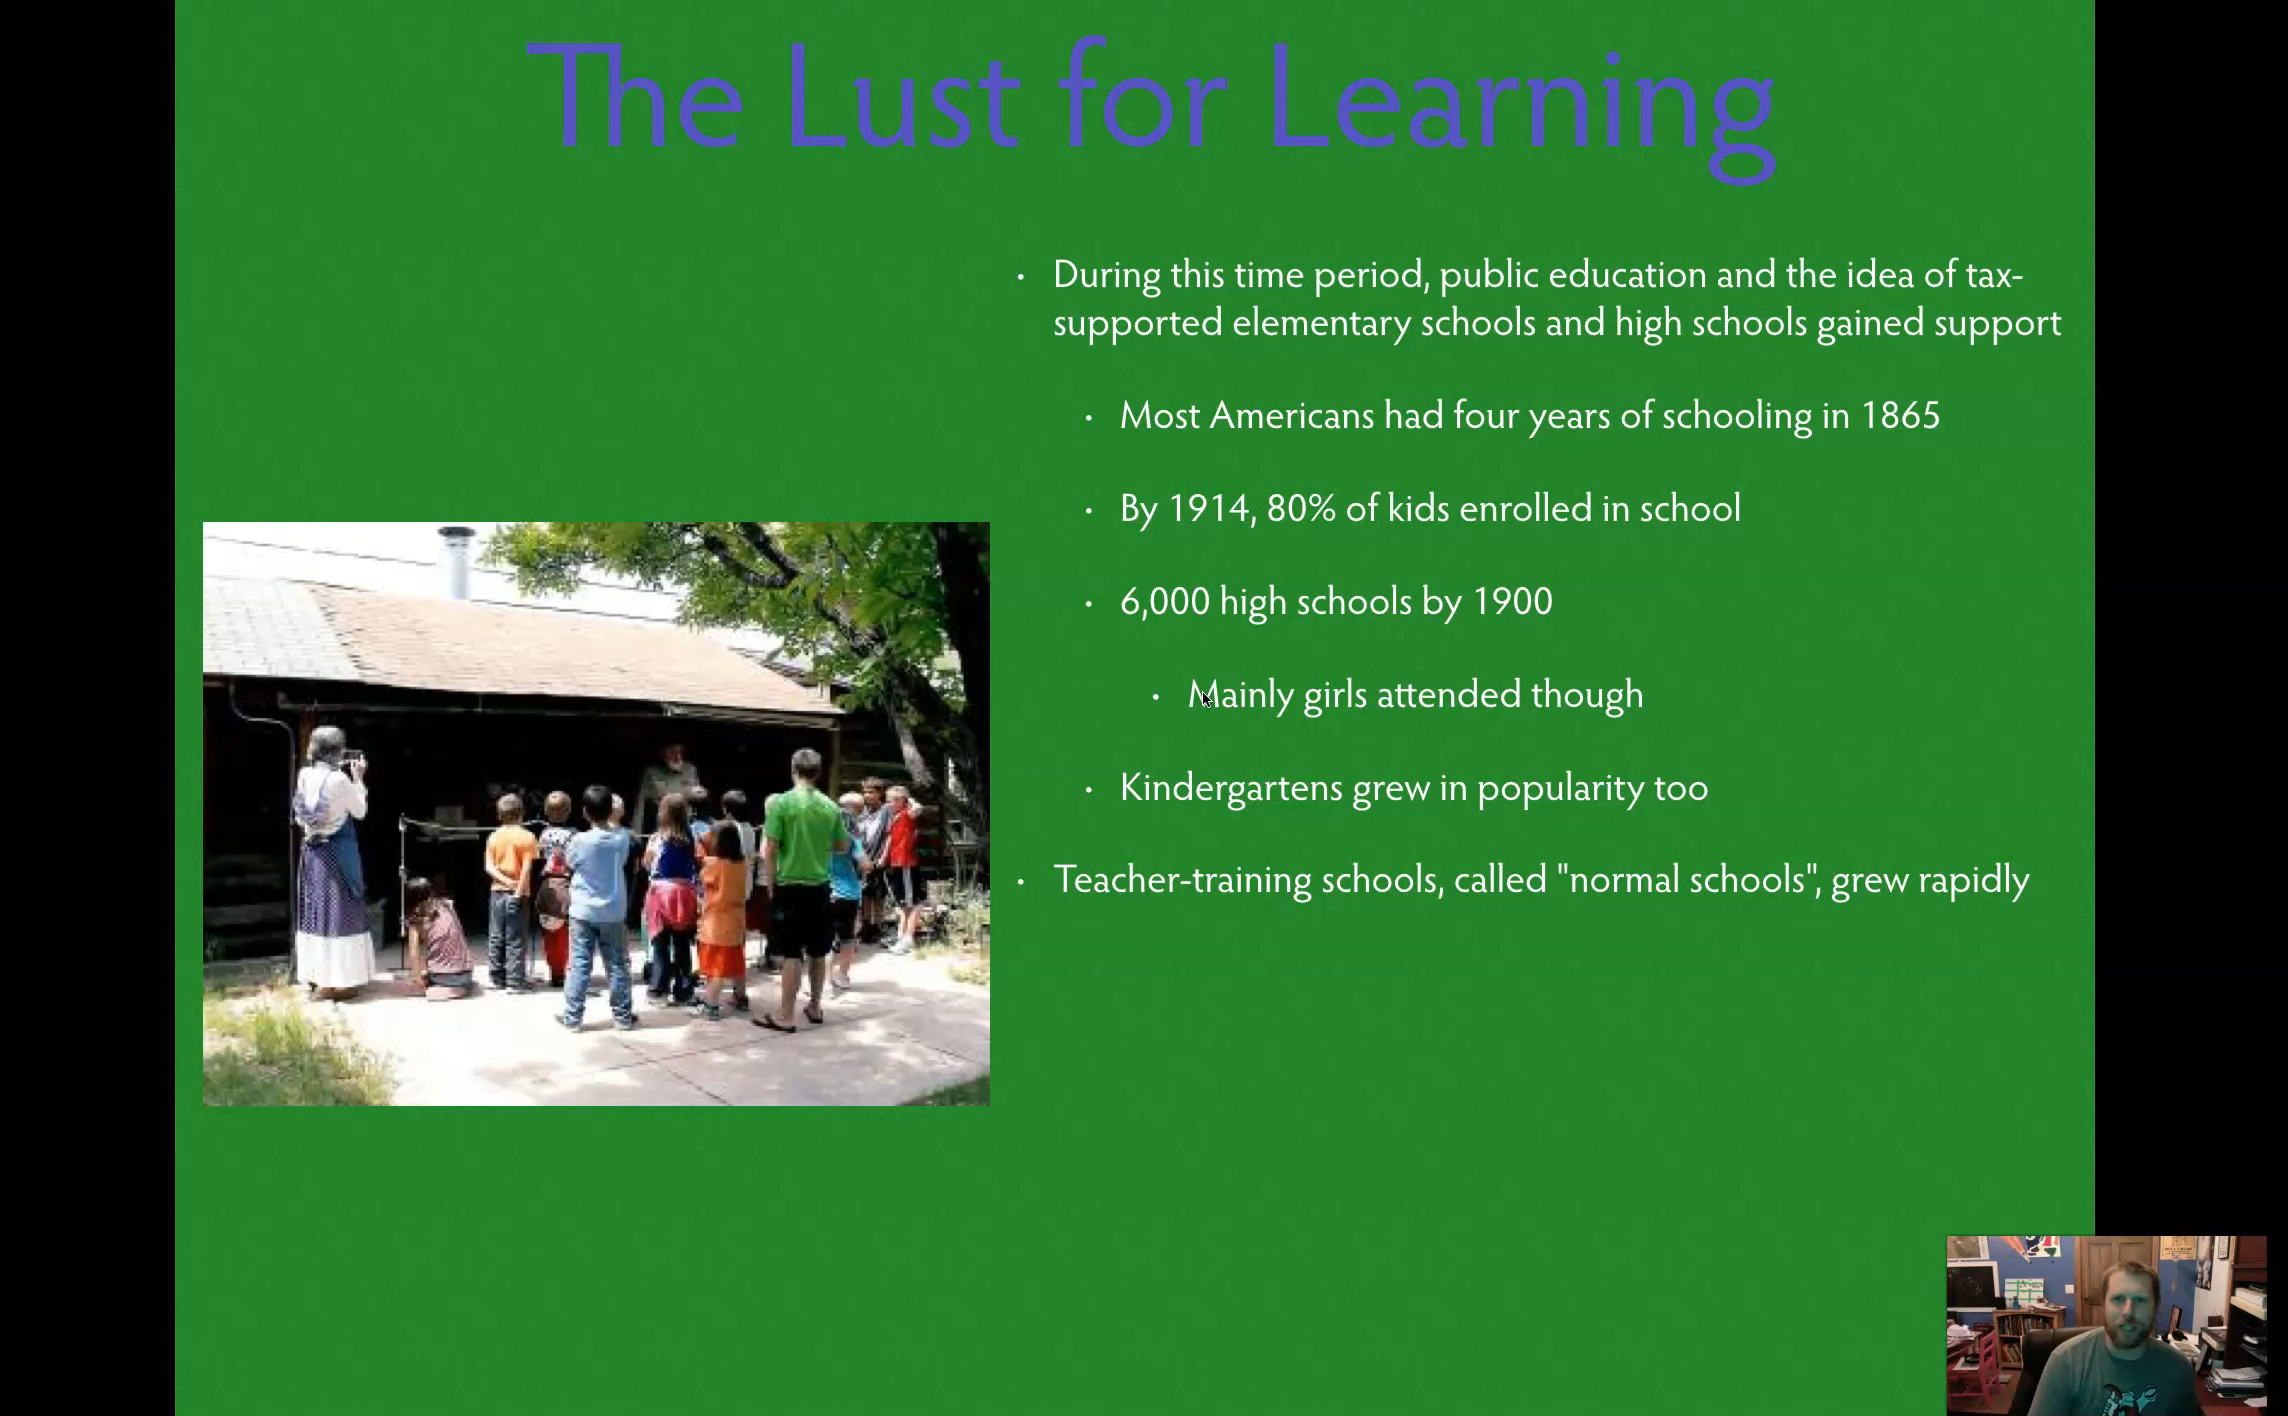 The Lust for Learning
• During this time period, public education and the idea of tax-
supported elementary schools and high schools gained support
• Most Americans had four years of schooling in 1865
• By 1914, 80% of kids enrolled in school
• 6,000 high schools by 1900
• Mainly girls attended though
• Kindergartens grew in popularity too
• Teacher-training schools, called "normal schools", grew rapidly